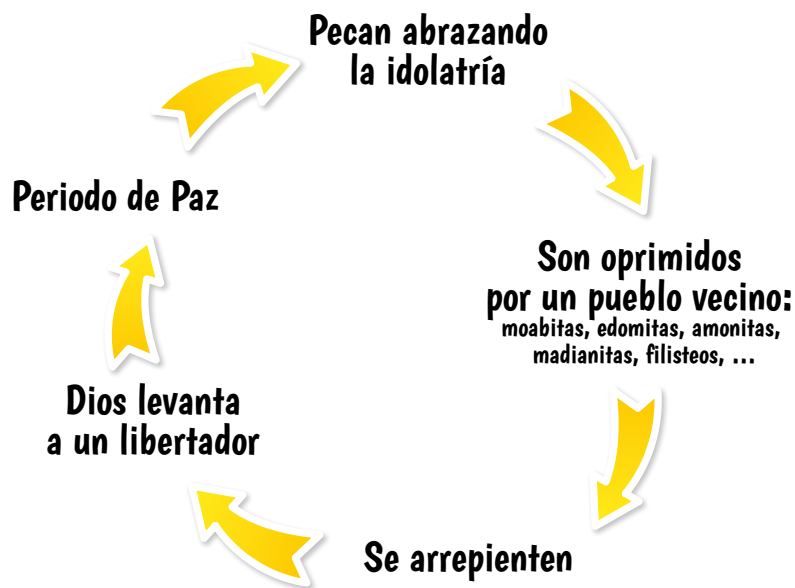 Pecan abrazando
la idolatría
Periodo de Paz
Son oprimidos
por un pueblo vecino:
moabitas, edomitas, amonitas,
madianitas, filisteos, ...
Dios levanta
a un libertador
Se arrepienten